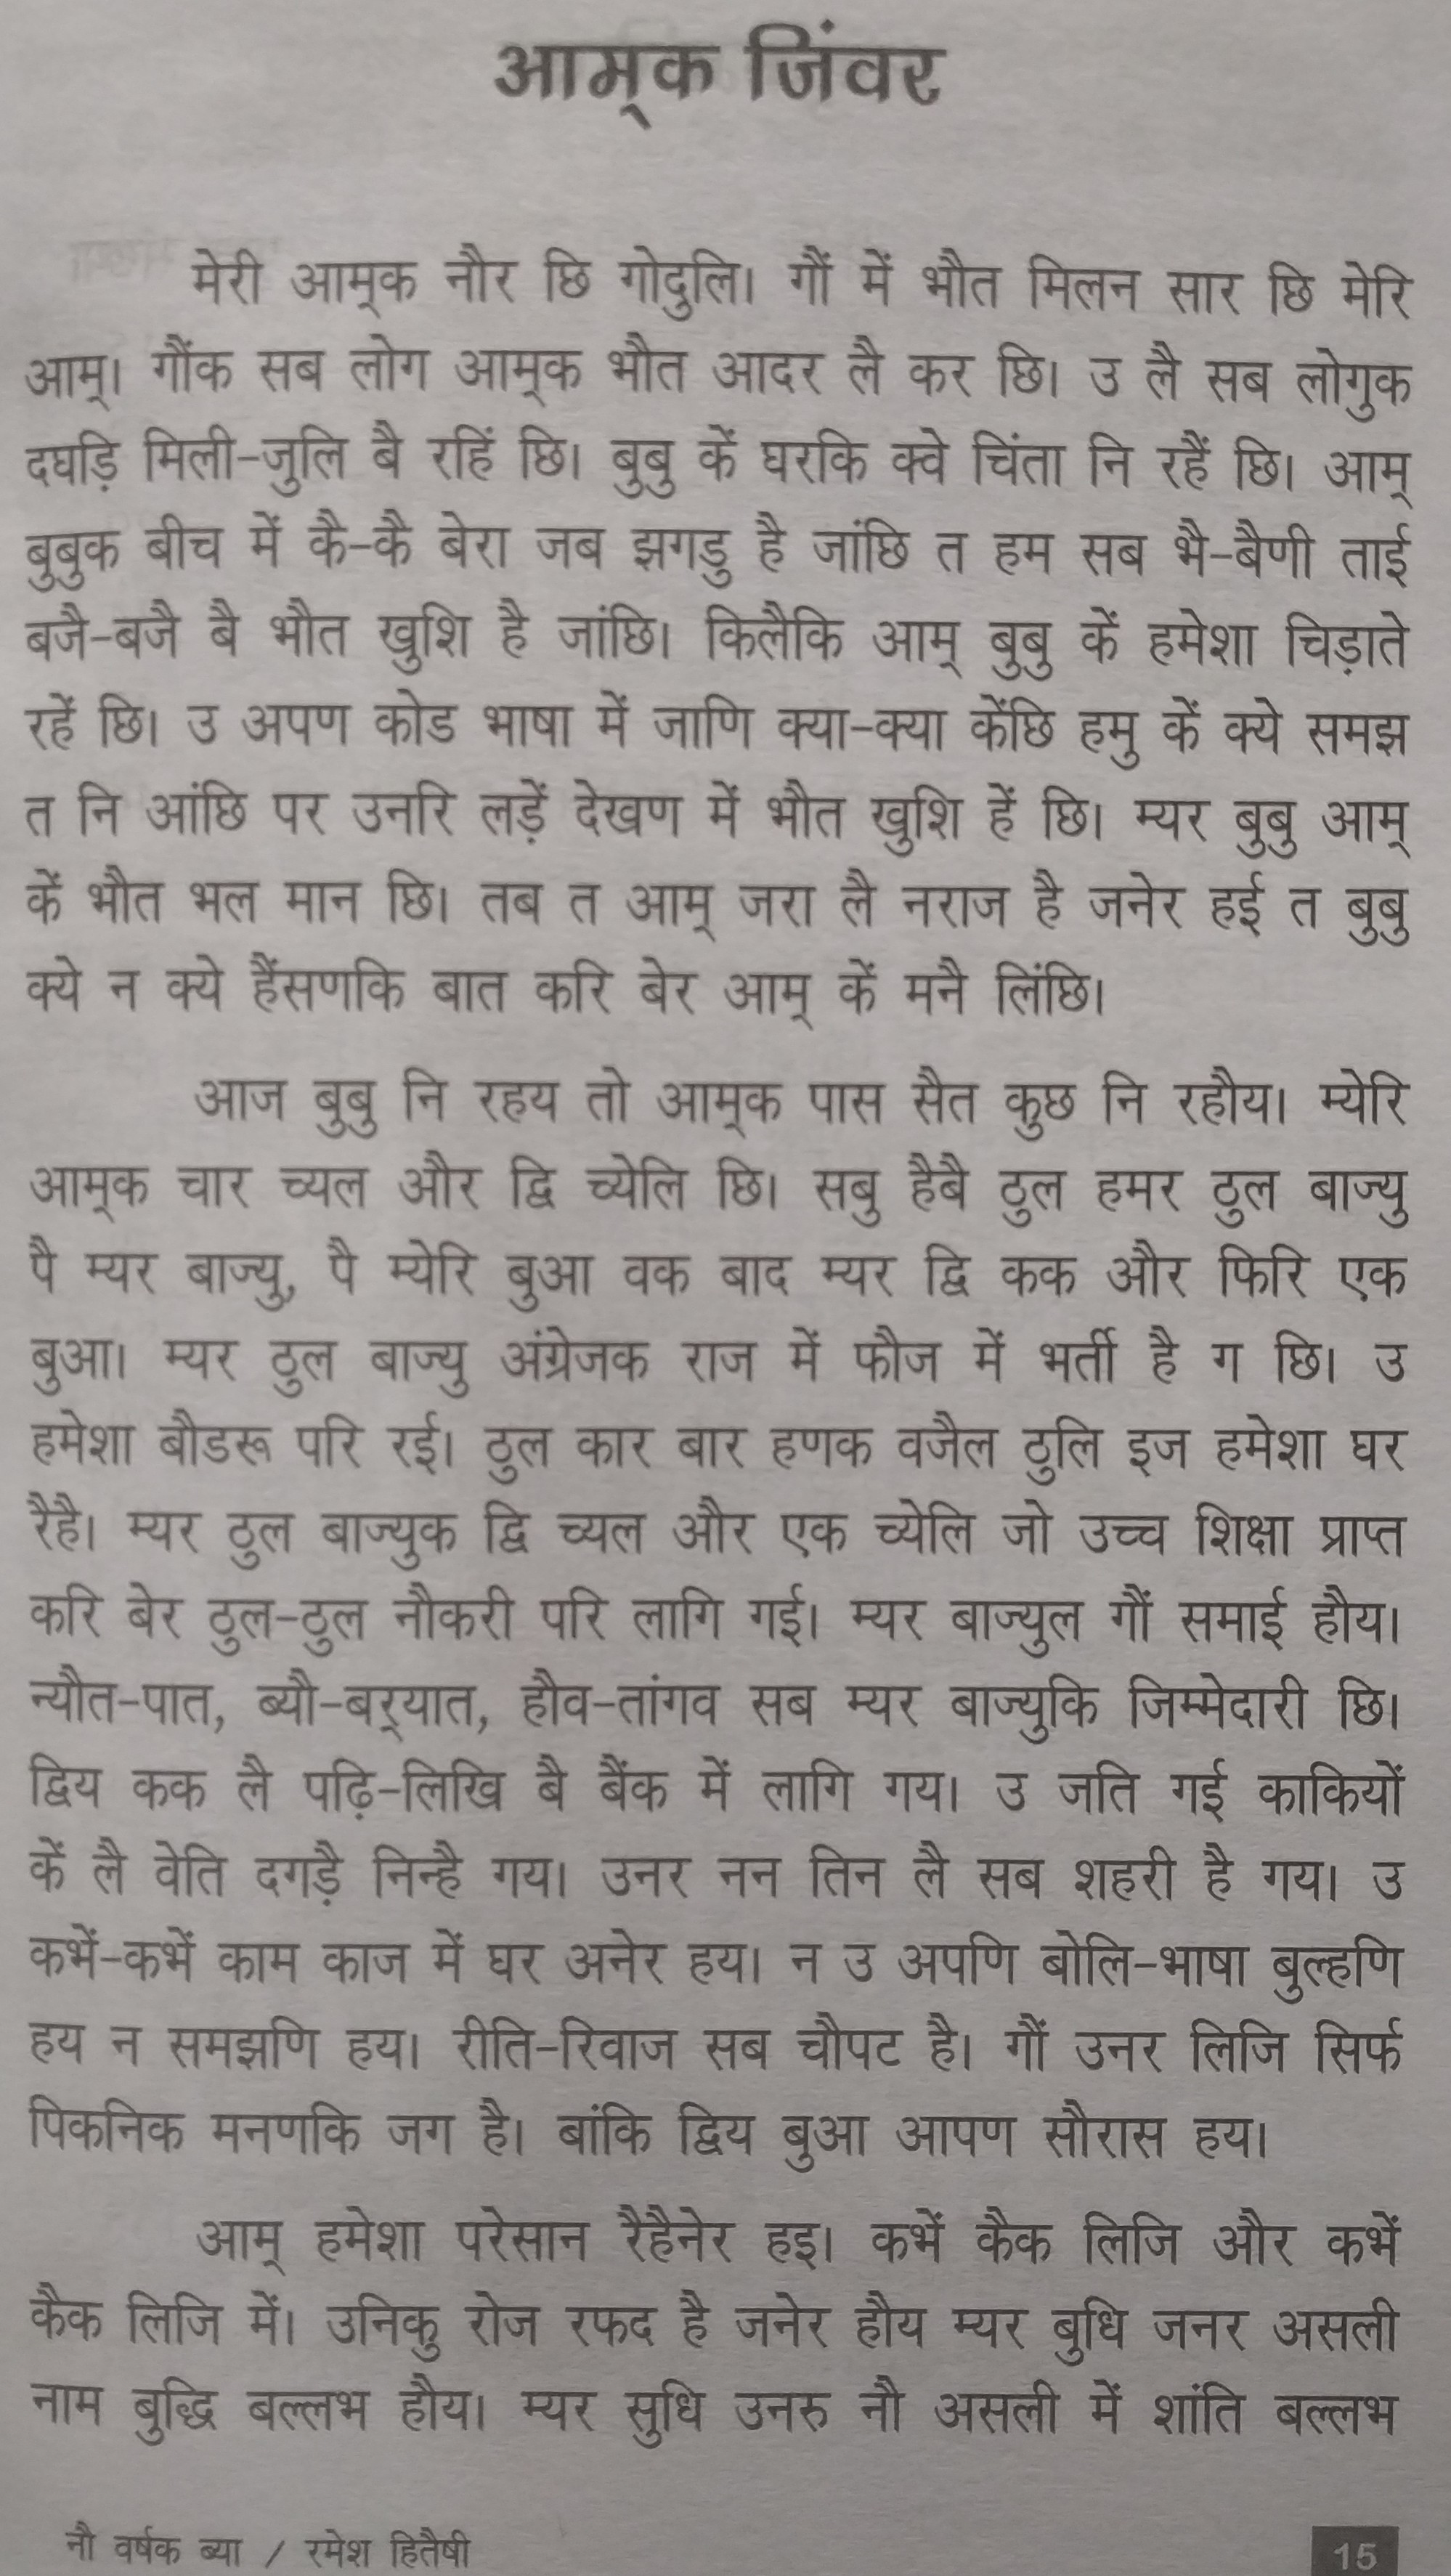 आम्‌क जिंवर
मेरी आम्‌क नौर छि गोदुलि। गौं में भौत मिलन सार छि मेरि
आम्। गौंक सब लोग आम्‌क भौत आदर लै कर छि। उ लै सब लोगुक
दघड़ि मिली-जुलि बै रहिं छि। बुबु कें घरकि क्वे चिंता नि रहैं छि। आम्
बुबुक बीच में कै-कै बेरा जब झगडु है जांछि त हम सब भै-बैणी ताई
बजै-बजै बै भौत खुशि है जांछि। किलैकि आम् बुबु कें हमेशा चिड़ाते
रहें छि। उ अपण कोड भाषा में जाणि क्या-क्या केंछि हमु कें क्ये समझ
त नि आंछि पर उनरि लड़ें देखण में भौत खुशि हें छि। म्यर बुबु आम्
कें भौत भल मान छि। तब त आम् जरा लै नराज है जनेर हई त बुबु
क्ये न क्ये हैंसणकि बात करि बेर आम् कें मनै लिंछि।
आज बुबु नि रहय तो आम्‌क पास सैत कुछ नि रहौय। म्येरि
आम्‌क चार च्यल और द्वि च्येलि छि। सबु हैबै ठुल हमर ठुल बाज्यु
पै म्यर बाज्यु, पै म्येरि बुआ वक बाद म्यर द्वि कक और फिरि एक
बुआ। म्यर ठुल बाज्यु अंग्रेजक राज में फौज में भर्ती है ग छि। उ
हमेशा बौडरू परि रई। ठुल कार बार हणक वजैल ठुलि इज हमेशा घर
रैहै। म्यर ठुल बाज्युक द्वि च्यल और एक च्येलि जो उच्च शिक्षा प्राप्त
करि बेर ठुल-ठुल नौकरी परि लागि गई। म्यर बाज्युल गौं समाई हौय।
न्यौत-पात, ब्यौ-बर्‌यात, हौव-तांगव सब म्यर बाज्युकि जिम्मेदारी छि।
द्विय कक लै पढ़ि-लिखि बै बैंक में लागि गय। उ जति गई काकियों
कें लै वेति दगड़ै निन्है गय। उनर नन तिन लै सब शहरी है गय। उ
कभें-कभें काम काज में घर अनेर हय। न उ अपणि बोलि-भाषा बुल्हणि
हय न समझणि हय। रीति-रिवाज सब चौपट है। गौं उनर लिजि सिर्फ
पिकनिक मनणकि जग है। बांकि द्विय बुआ आपण सौरास हय।
आम् हमेशा परेसान रैहैनेर हइ। कभें कैक लिजि और कभें
कैक लिजि में। उनिकु रोज रफद है जनेर हौय म्यर बुधि जनर असली
नाम बुद्धि बल्लभ हौय। म्यर सुधि उनरु नौ असली में शांति बल्लभ
नौ वर्षक ब्या / रमेश हितैषी
15